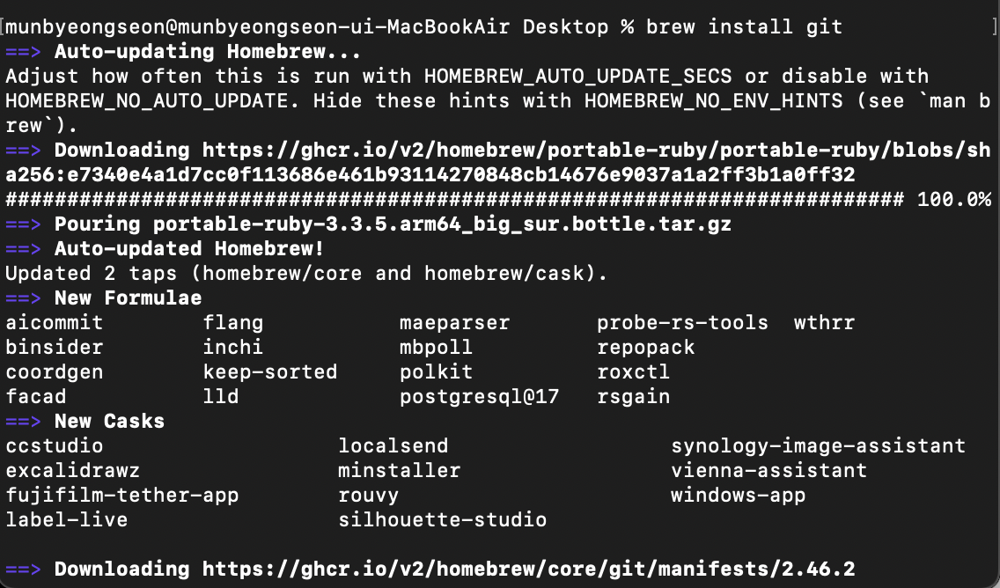 [munbyeongseon@munbyeongseon-ui-MacBookAir Desktop % brew install git ]
==> Auto-updating Homebrew...
Adjust how often this is run with HOMEBREW_AUTO_UPDATE_SECS or disable with
HOMEBREW_NO_AUTO_UPDATE. Hide these hints with HOMEBREW_NO_ENV_HINTS (see `man b
rew`).
==> Downloading https://ghcr.io/v2/homebrew/portable-ruby/portable-ruby/blobs/sh
a256:e7340e4a1d7cc0f113686e461b93114270848cb14676e9037a1a2ff3b1a0ff32
######################################################################### 100.0%
==> Pouring portable-ruby-3.3.5.arm64_big_sur.bottle.tar.gz
==> Auto-updated Homebrew!
Updated 2 taps (homebrew/core and homebrew/cask).
==> New Formulae
aicommit flang maeparser probe-rs-tools wthrr
binsider inchi mbpoll repopack
coordgen keep-sorted polkit roxctl
facad lld postgresql@17 rsgain
==> New Casks
ccstudio localsend synology-image-assistant
excalidrawz minstaller vienna-assistant
fujifilm-tether-app rouvy windows-app
label-live silhouette-studio
==> Downloading https://ghcr.io/v2/homebrew/core/git/manifests/2.46.2